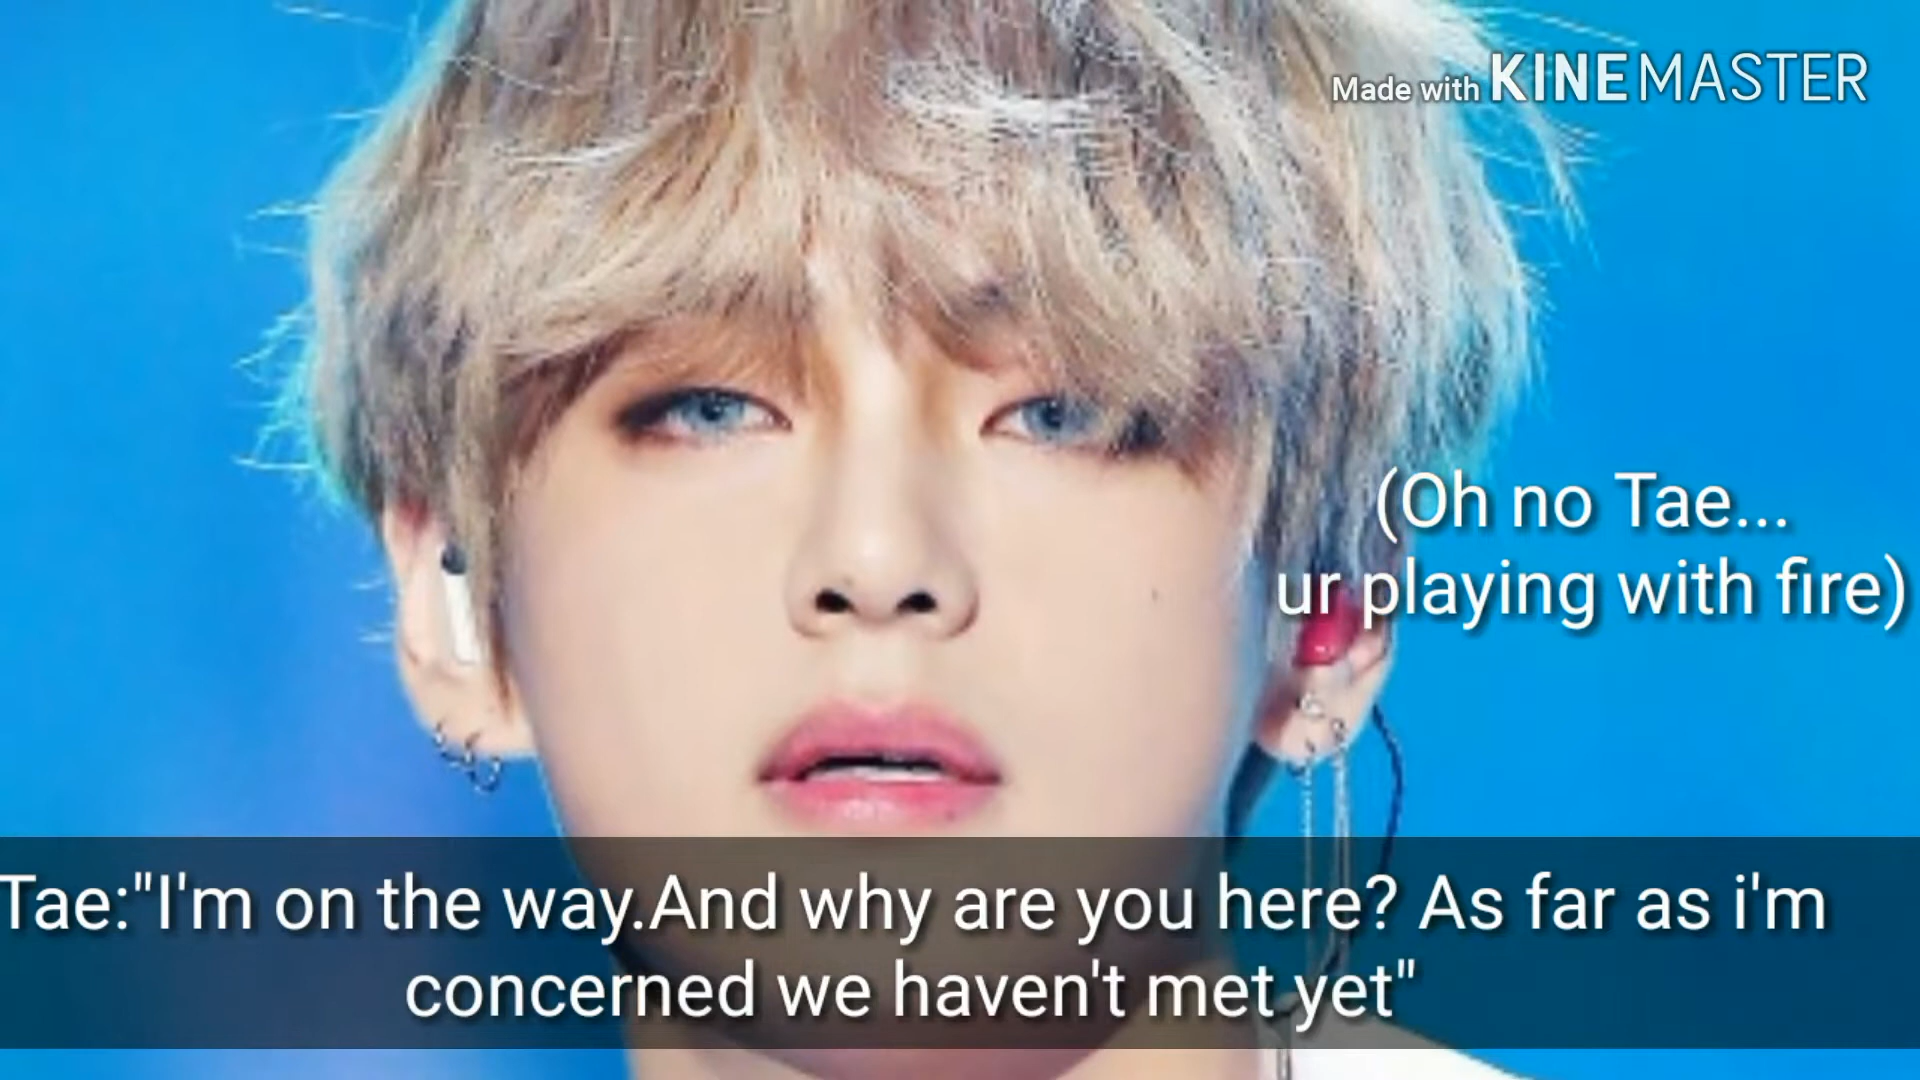 Made with KINEMASTER
(Oh no Tae...
ur playing with fire)
Tae:"I'm on the way.And why are you here? As far as i'm
concerned we haven't met yet"